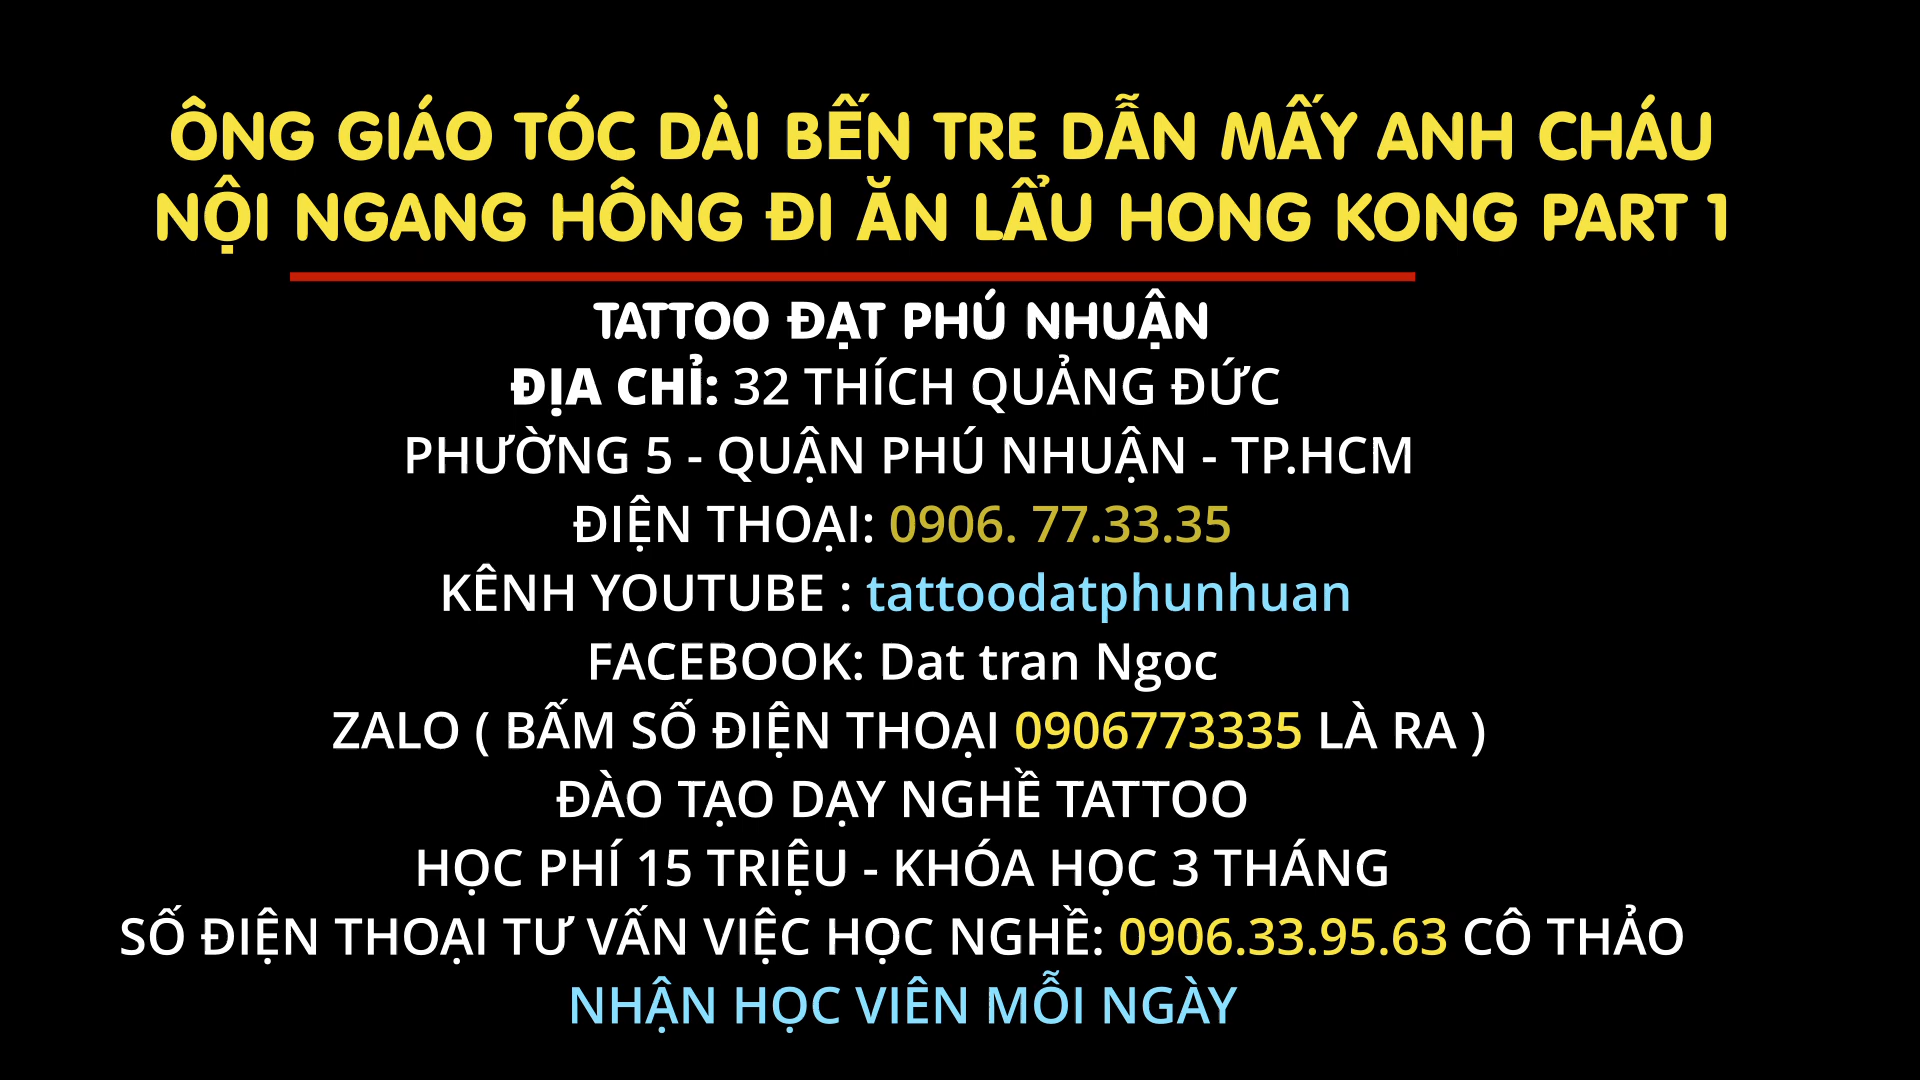 ÔNG GIÁO TÓC DÀI BẾN TRE DẪN MẤY ANH CHÁU
NỘI NGANG HÔNG ĐI ĂN LẨU HONG KONG PART 1
TATTOO ĐẠT PHÚ NHUẬN
ĐỊA CHỈ: 32 THÍCH QUẢNG ĐỨC
PHƯỜNG 5 - QUẬN PHÚ NHUẬN - TP.HCM
ĐIỆN THOẠI: 0906. 77.33.35
KÊNH YOUTUBE : tattoodatphunhuan
FACEBOOK: Dat tran Ngoc
ZALO ( BẤM SỐ ĐIỆN THOẠI 0906773335 LÀ RA )
ĐÀO TẠO DẠY NGHỀ TATTOO
HỌC PHÍ 15 TRIỆU - KHÓA HỌC 3 THÁNG
SỐ ĐIỆN THOẠI TƯ VẤN VIỆC HỌC NGHỀ: 0906.33.95.63 CÔ THẢO
NHẬN HỌC VIÊN MỖI NGÀY